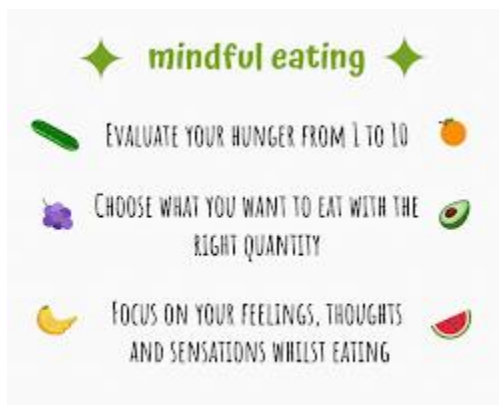 mindful eating
Evaluate your hunger from 1 to 10
Choose what you want to eat with the
right quantity
Focus on your feelings, thoughts
and sensations whilst eating